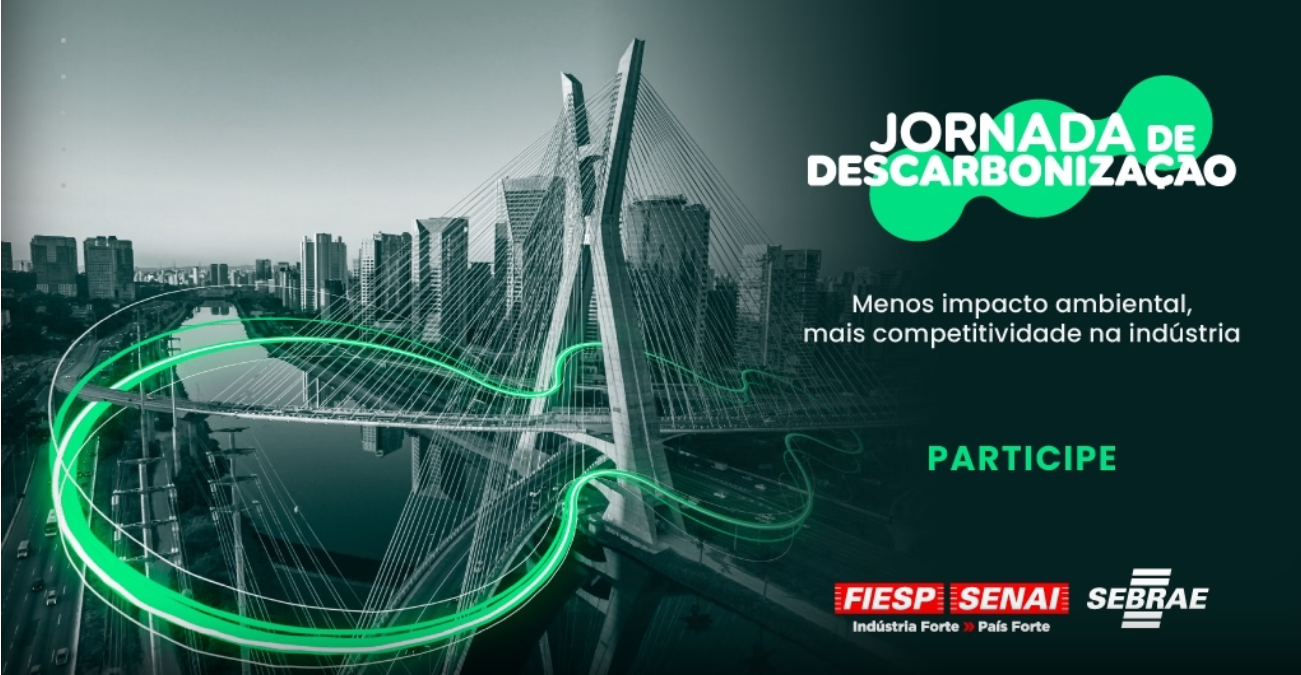 JORNADA DE
DESCARBONIZAÇÃO
Menos impacto ambiental,
mais competitividade na indústria
PARTICIPE
FIESP SENAI SEBRAE
Indústria Forte » País Forte